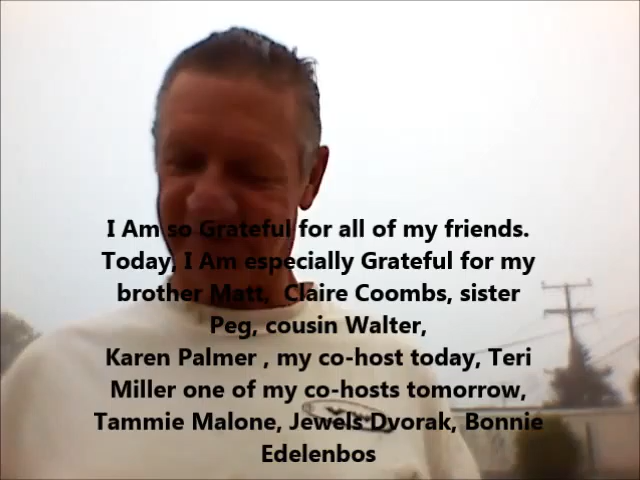 I Am so Grateful for all of my friends.
Today, I Am especially Grateful for my
brother Matt,  Claire Coombs, sister
Peg, cousin Walter,
Karen Palmer , my co-host today, Teri
Miller one of my co-hosts tomorrow,
Tammie Malone, Jewels Dvorak, Bonnie
Edelenbos